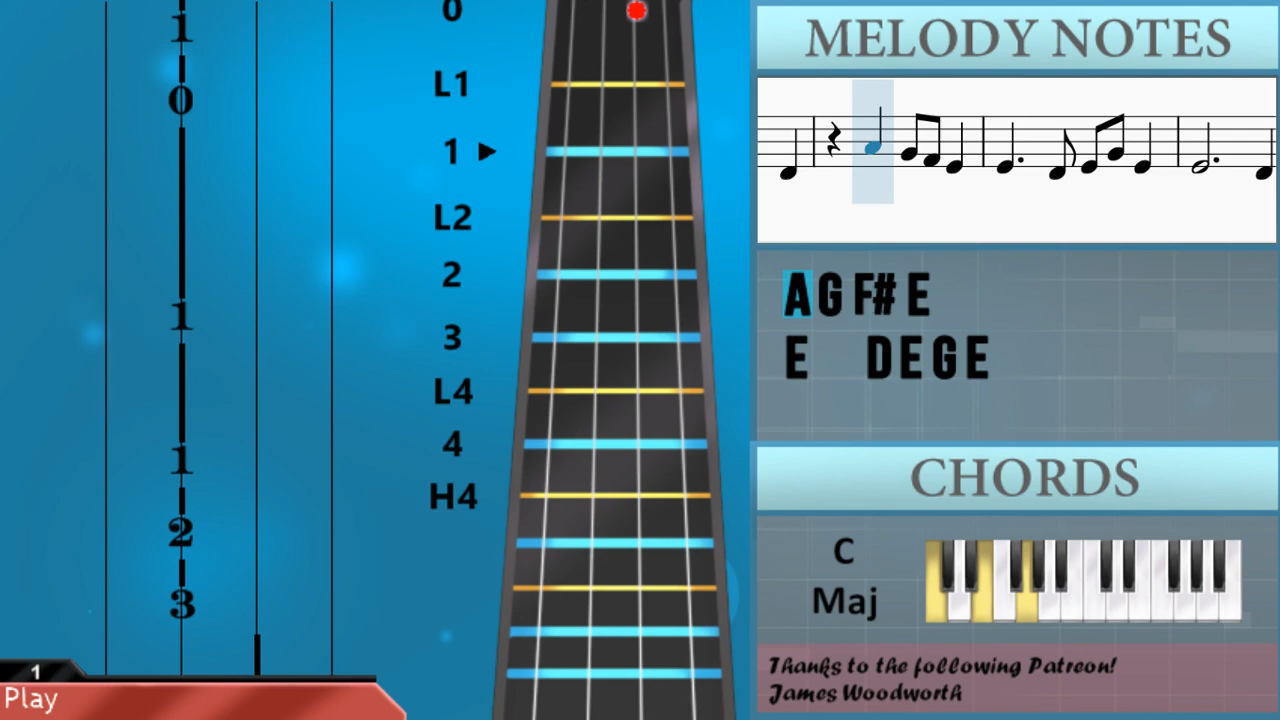 1
0
1
1
2
3
1
Play
0
L1
1
L2
2
3
L4
4
H4
MELODY NOTES
A G F# E
E D E G E
CHORDS
C
Maj
Thanks to the following Patreon!
James Woodworth